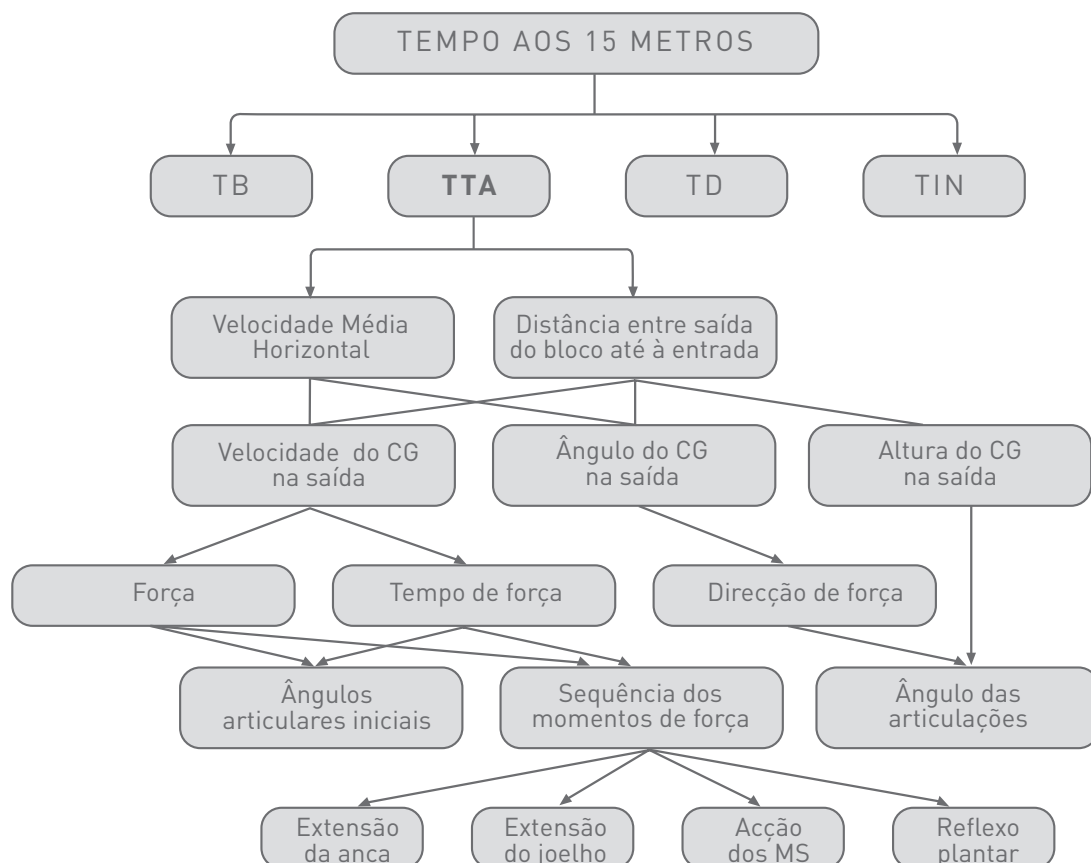 TEMPO AOS 15 METROS
TB
TTA
TD
TIN
Velocidade Média
Horizontal
Distância entre saída
do bloco até à entrada
Velocidade do CG
na saída
Ângulo do CG
na saída
Altura do CG
na saída
Força
Tempo de força
Direcção de força
Ângulos
articulares iniciais
Sequência dos
momentos de força
Ângulo das
articulações
Extensão
da anca
Extensão
do joelho
Acção
dos MS
Reflexo
plantar